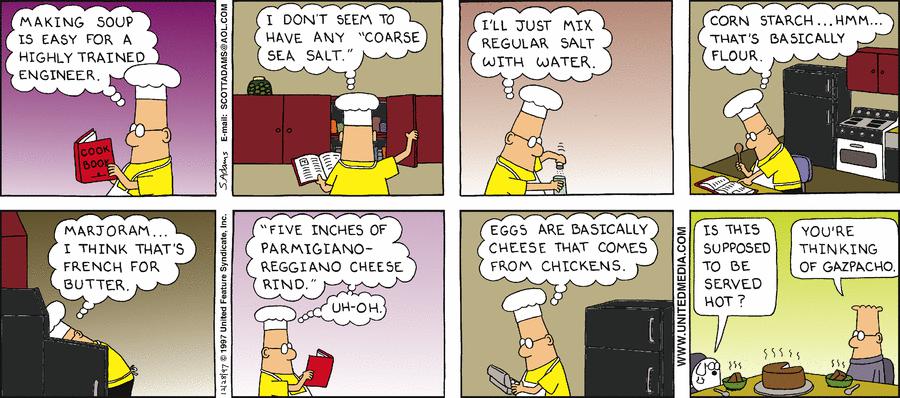 MAKING SOUP
IS EASY FOR A
HIGHLY TRAINED
ENGINEER.
COOK
BOOK
S. Adams
E-mail: SCOTTADAMS@AOL.COM
I DON'T SEEM TO
HAVE ANY "COARSE
SEA SALT."
I'LL JUST MIX
REGULAR SALT
WITH WATER.
CORN STARCH...HMM...
THAT'S BASICALLY
FLOUR.
MARJORAM...
I THINK THAT'S
FRENCH FOR
BUTTER.
12/28/97 © 1997 United Feature Syndicate, Inc.
"FIVE INCHES OF
PARMIGIANO-
REGGIANO CHEESE
RIND."
UH-OH.
EGGS ARE BASICALLY
CHEESE THAT COMES
FROM CHICKENS.
WWW.UNITEDMEDIA.COM
IS THIS
SUPPOSED
TO BE
SERVED
HOT?
YOU'RE
THINKING
OF GAZPACHO.